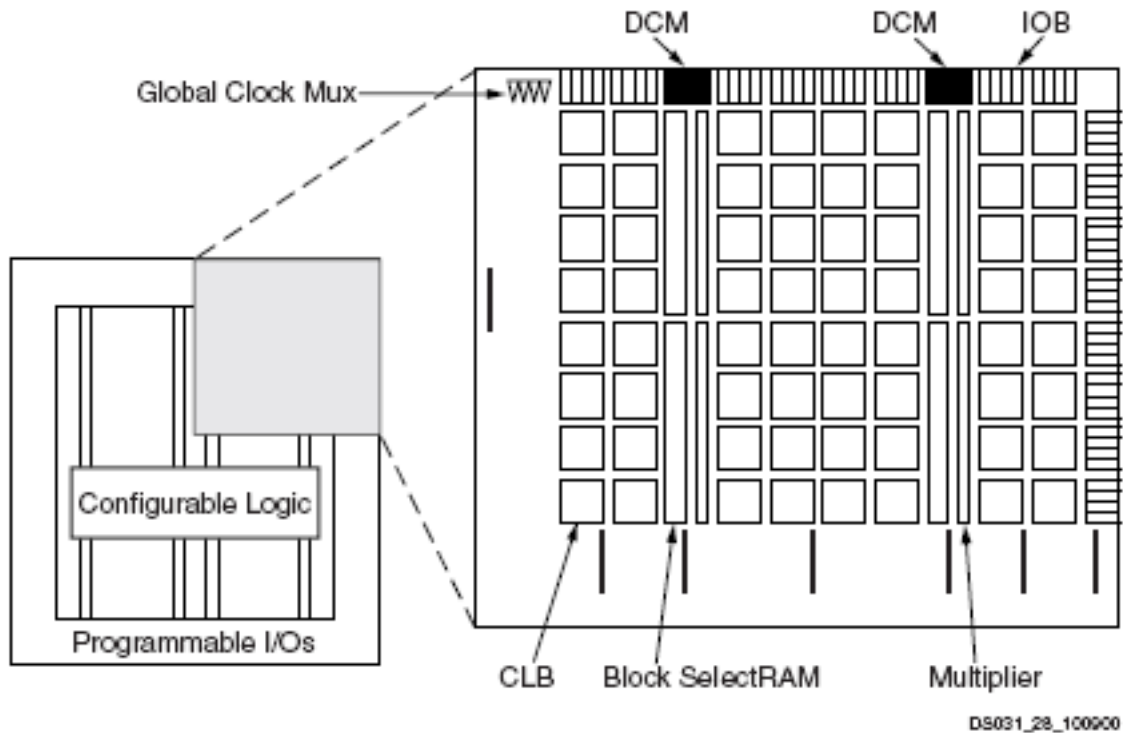 DCM
DCM
IOB
Global Clock Mux
Configurable Logic
Programmable I/Os
CLB
Block SelectRAM
Multiplier
DS031_28_100900